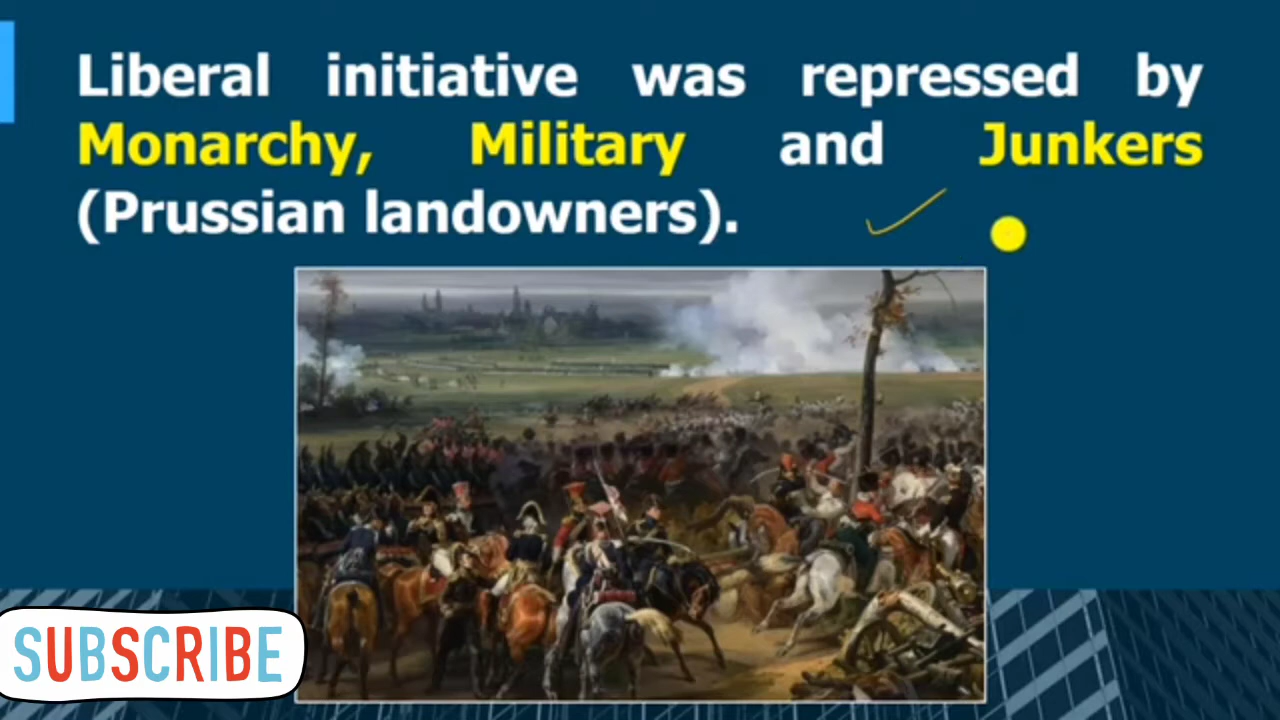 Liberal initiative was repressed by
Monarchy, Military and Junkers
(Prussian landowners).
SUBSCRIBE